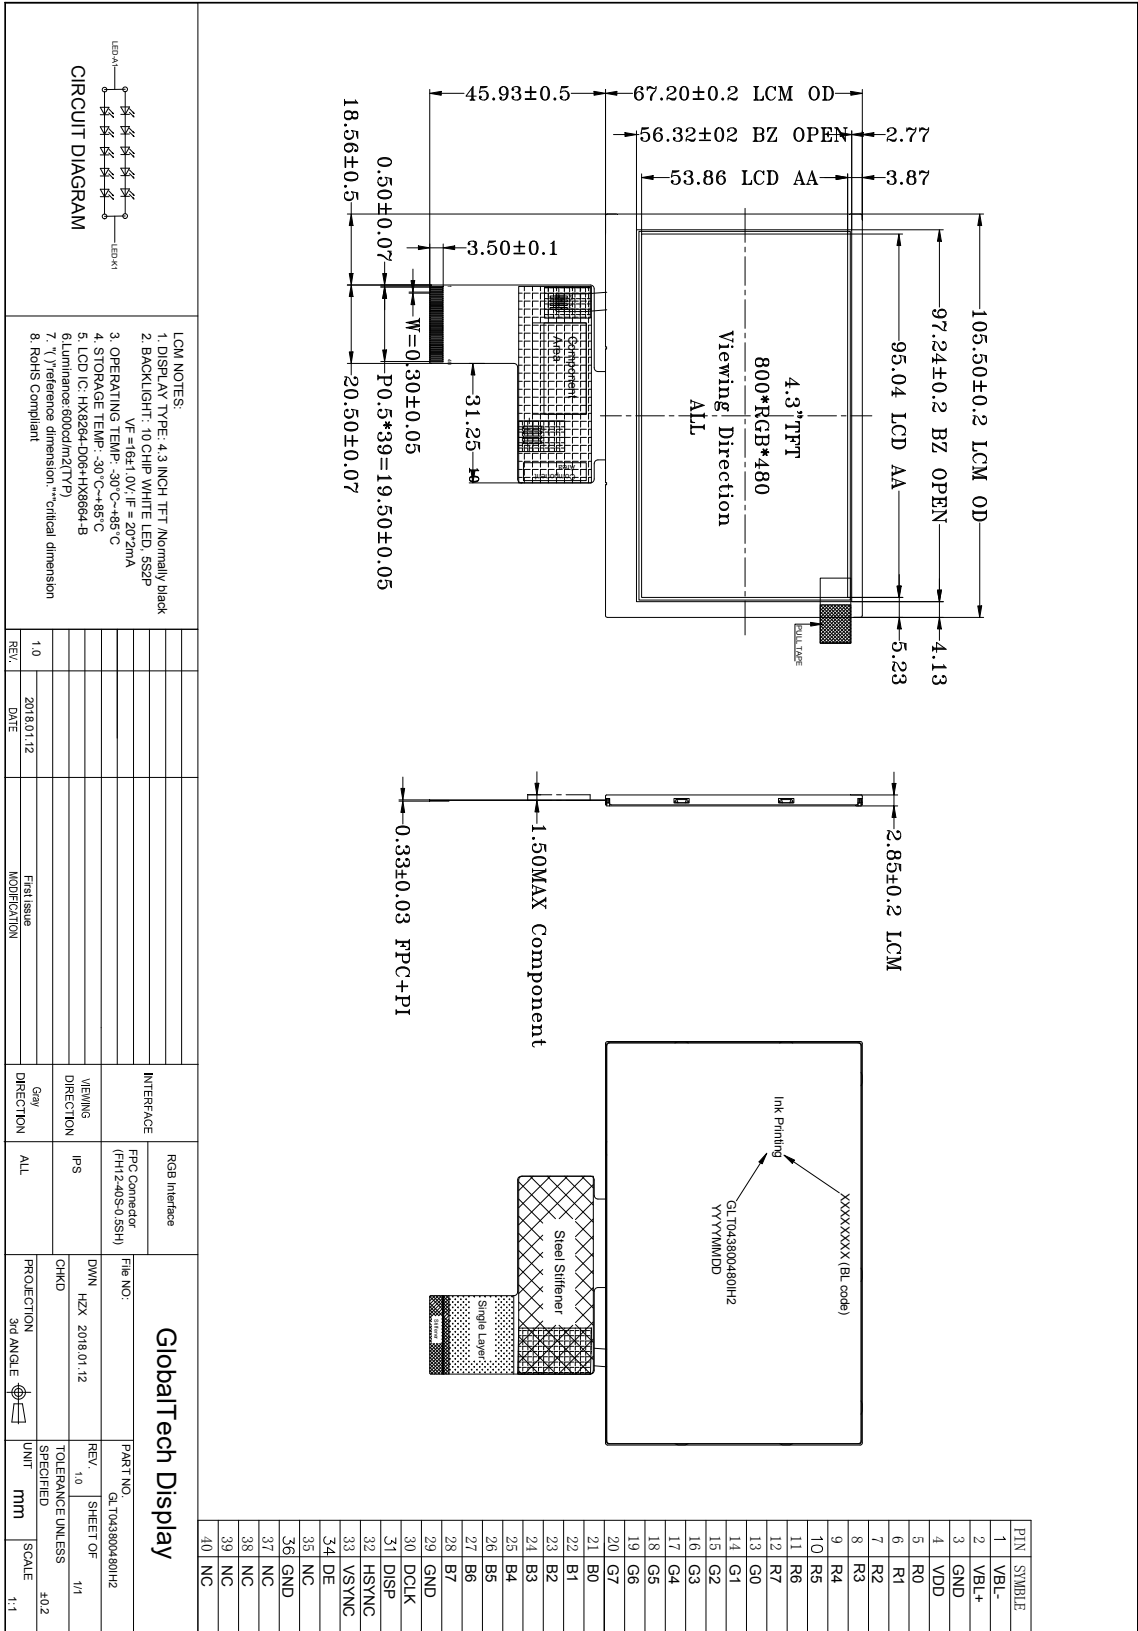 105.50±0.2 LCM OD
97.24±0.2 BZ OPEN
4.13
95.04 LCD AA
5.23
67.20±0.2 LCM OD
56.32±02 BZ OPEN
2.77
53.86 LCD AA
3.87
45.93±0.5
4.3"TFT
800*RGB*480
Viewing Direction
ALL
PULL TAPE
Component
Area
3.50±0.1
31.25
10
1
40
W=0.30±0.05
0.50±0.07
P0.5*39=19.50±0.05
18.56±0.5
20.50±0.07
2.85±0.2 LCM
1.50MAX Component
0.33±0.03 FPC+PI
XXXXXXXX (BL code)
Ink Printing
GLT043800480IH2
YYYYMMDD
Steel Stiffener
Single Layer
Stiffener
PIN SYMBLE
1 VBL-
2 VBL+
3 GND
4 VDD
5 R0
6 R1
7 R2
8 R3
9 R4
10 R5
11 R6
12 R7
13 G0
14 G1
15 G2
16 G3
17 G4
18 G5
19 G6
20 G7
21 B0
22 B1
23 B2
24 B3
25 B4
26 B5
27 B6
28 B7
29 GND
30 DCLK
31 DISP
32 HSYNC
33 VSYNC
34 DE
35 NC
36 GND
37 NC
38 NC
39 NC
40 NC
LED-A1
LED-K1
CIRCUIT DIAGRAM
LCM NOTES:
1. DISPLAY TYPE: 4.3 INCH TFT /Normally black
2. BACKLIGHT: 10 CHIP WHITE LED, 5S2P
VF =16±1.0V; IF = 20*2mA
3. OPERATING TEMP: -30°C~+85°C
4. STORAGE TEMP: -30°C~+85°C
5. LCD IC: HX8264-D06+HX8664-B
6.Luminance:600cd/m2(TYP)
7. "( )"reference dimension."*"critical dimension
8. RoHS Compliant
1.0 2018.01.12 First issue
REV. DATE MODIFICATION
INTERFACE
RGB Interface
FPC Connector
(FH12-40S-0.5SH)
VIEWING
DIRECTION
IPS
Gray
DIRECTION
ALL
GlobalTech Display
File NO:
PART NO.
GLT043800480IH2
DWN HZX 2018.01.12
REV. 1.0
SHEET OF 1/1
CHKD
TOLERANCE UNLESS
SPECIFIED ±0.2
PROJECTION
3rd ANGLE
UNIT mm
SCALE 1:1